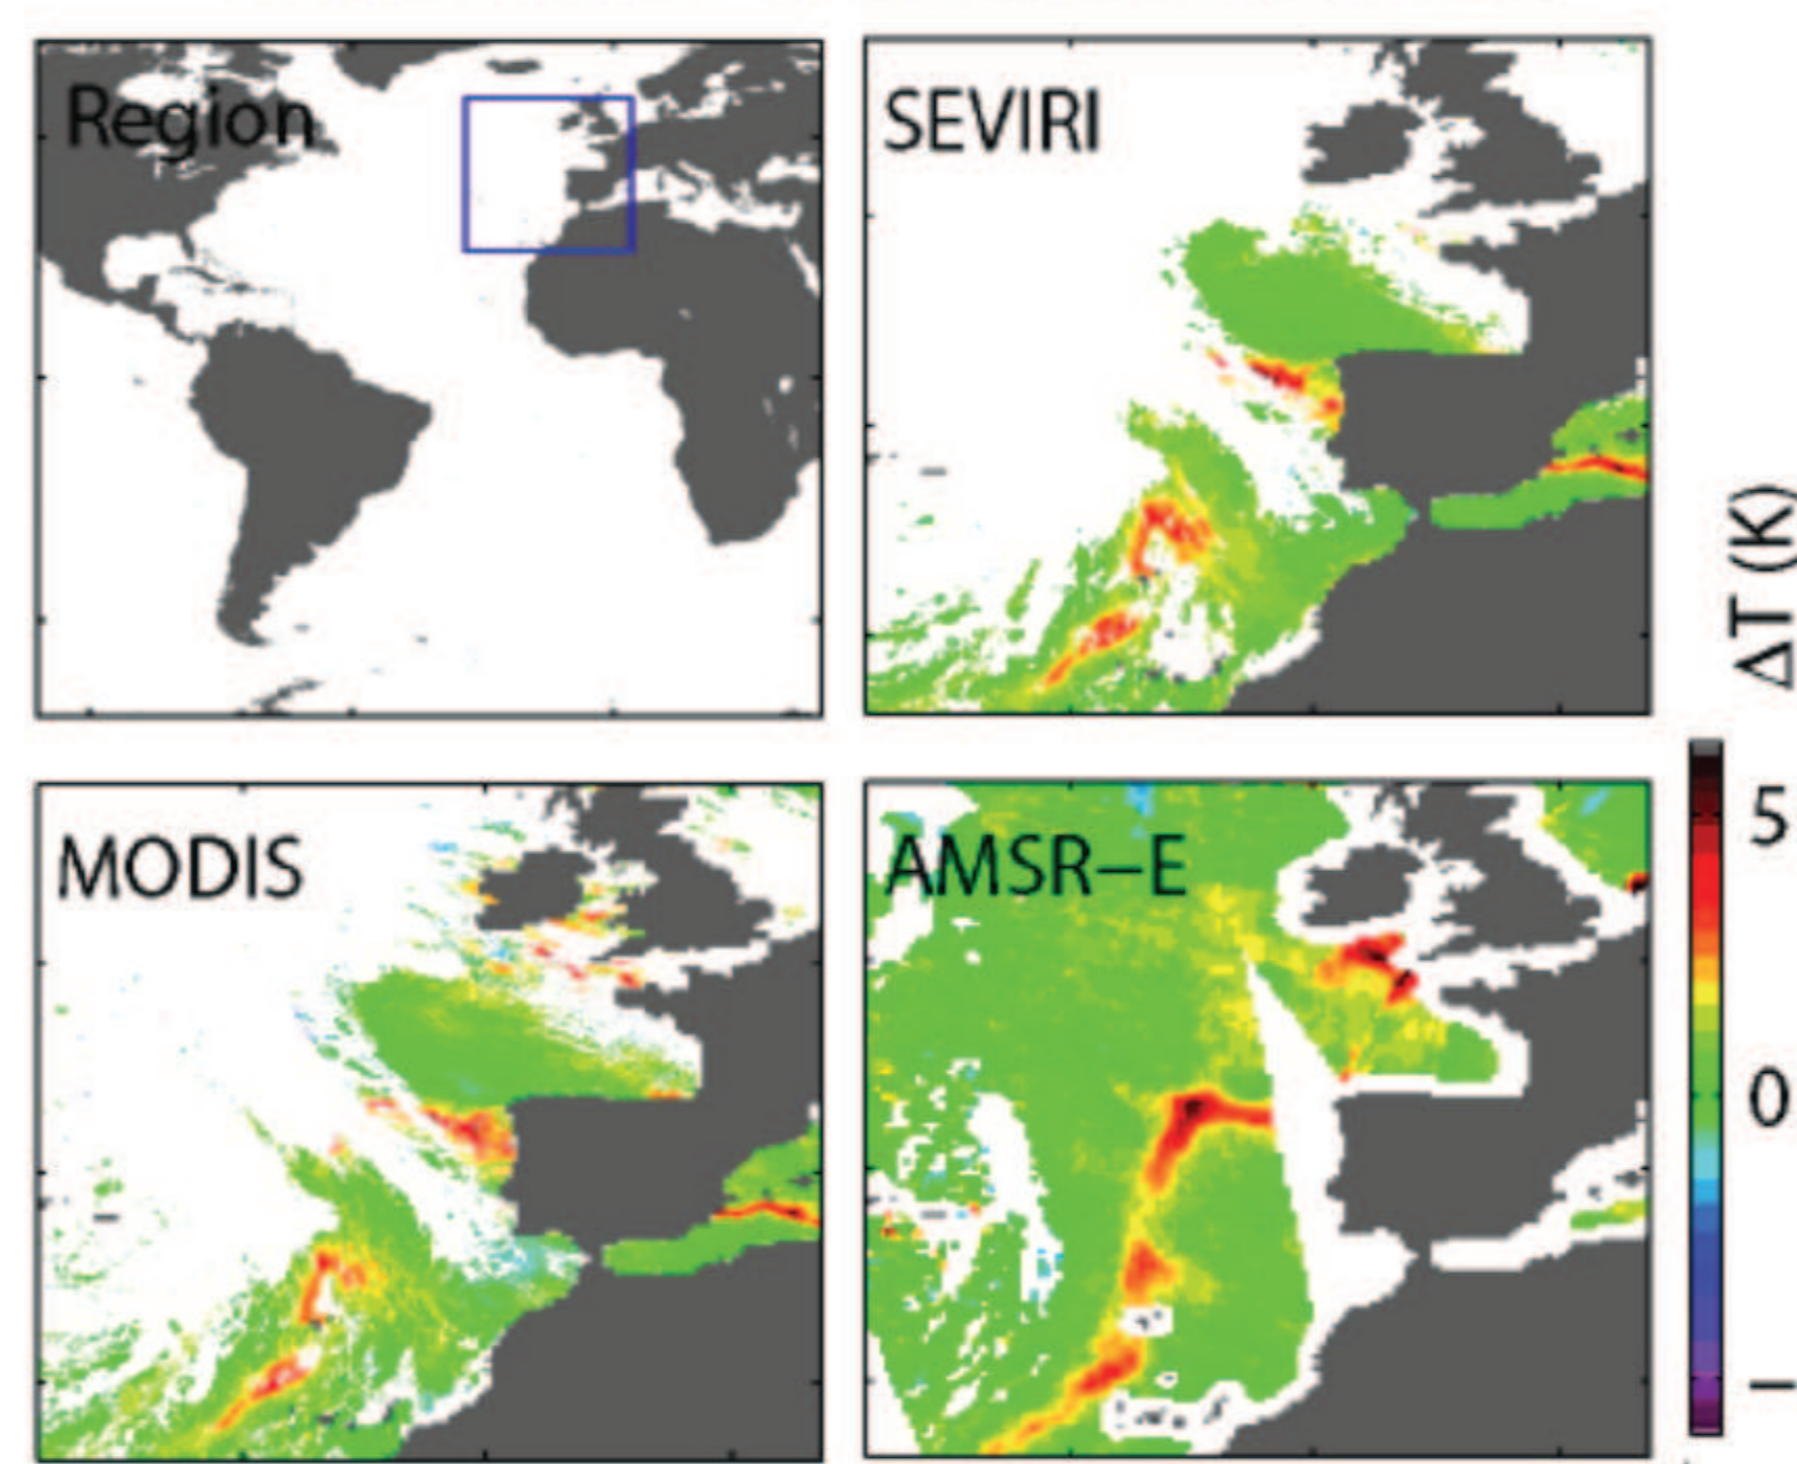 Region
SEVIRI
MODIS
AMSR–E
ΔT (K)
5
0